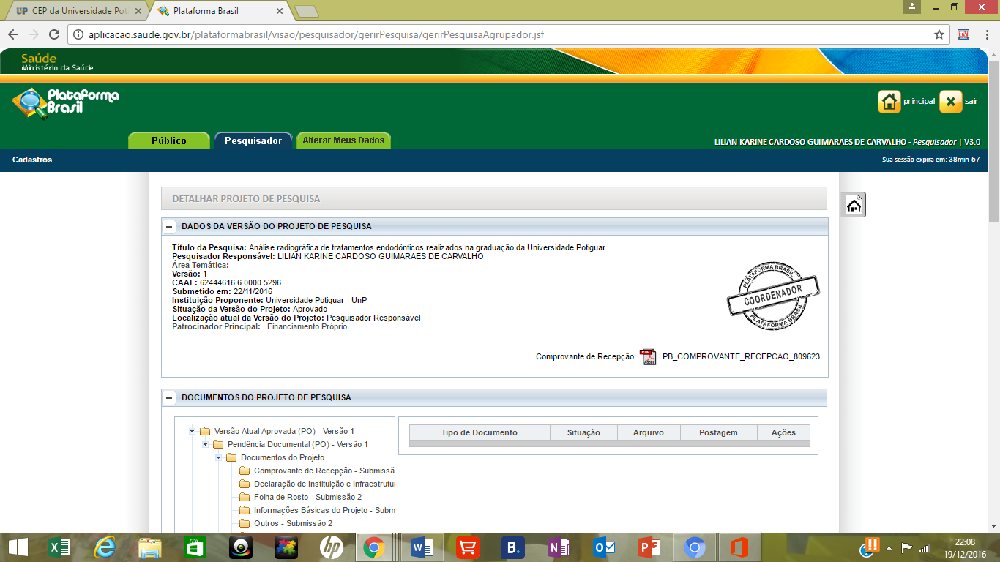 CEP da Universidade Pot
Plataforma Brasil
aplicacao.saude.gov.br/plataformabrasil/visao/pesquisador/gerirPesquisa/gerirPesquisaAgrupador.jsf
Saúde
Ministério da Saúde
Plataforma
Brasil
principal
sair
Público
Pesquisador
Alterar Meus Dados
LILIAN KARINE CARDOSO GUIMARAES DE CARVALHO - Pesquisador | V3.0
Cadastros
Sua sessão expira em: 38min 57
DETALHAR PROJETO DE PESQUISA
DADOS DA VERSÃO DO PROJETO DE PESQUISA
Título da Pesquisa: Análise radiográfica de tratamentos endodônticos realizados na graduação da Universidade Potiguar
Pesquisador Responsável: LILIAN KARINE CARDOSO GUIMARAES DE CARVALHO
Área Temática:
Versão: 1
CAAE: 62444616.6.0000.5296
Submetido em: 22/11/2016
Instituição Proponente: Universidade Potiguar - UnP
Situação da Versão do Projeto: Aprovado
Localização atual da Versão do Projeto: Pesquisador Responsável
Patrocinador Principal: Financiamento Próprio
PLATAFORMA BRASIL
COORDENADOR
PLATAFORMA BRASIL
Comprovante de Recepção: PDF Adobe PB_COMPROVANTE_RECEPCAO_809623
DOCUMENTOS DO PROJETO DE PESQUISA
Versão Atual Aprovada (PO) - Versão 1
Pendência Documental (PO) - Versão 1
Documentos do Projeto
Comprovante de Recepção - Submissã
Declaração de Instituição e Infraestrutu
Folha de Rosto - Submissão 2
Informações Básicas do Projeto - Subm
Outros - Submissão 2
Tipo de Documento Situação Arquivo Postagem Ações
22:08
19/12/2016